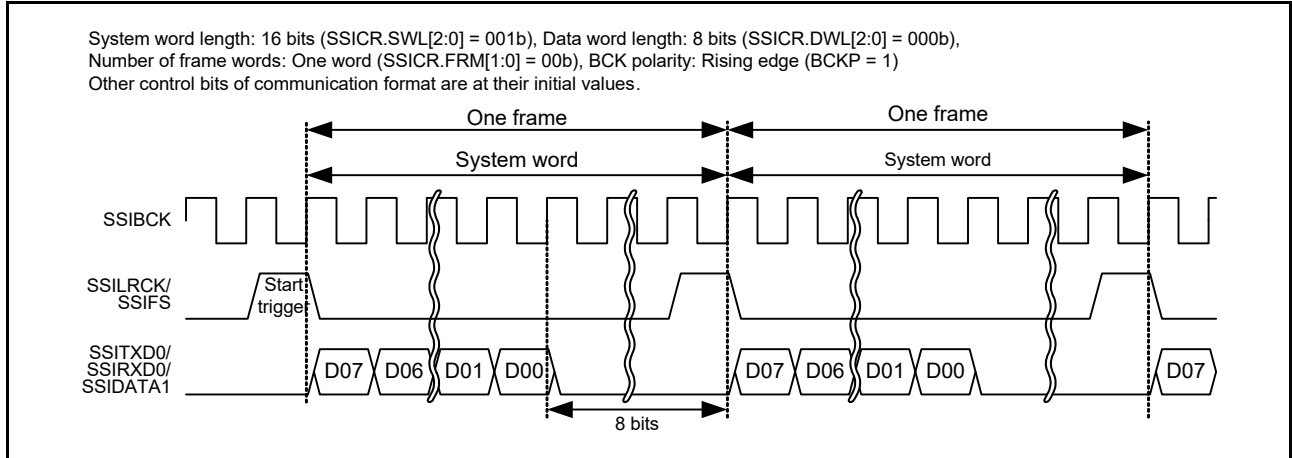 System word length: 16 bits (SSICR.SWL[2:0] = 001b), Data word length: 8 bits (SSICR.DWL[2:0] = 000b),
Number of frame words: One word (SSICR.FRM[1:0] = 00b), BCK polarity: Rising edge (BCKP = 1)
Other control bits of communication format are at their initial values.
One frame One frame
System word System word
SSIBCK
SSILRCK/
SSIFS
Start
trigger
SSITXD0/
SSIRXD0/
SSIDATA1
D07 D06 D01 D00 D07 D06 D01 D00 D07
8 bits